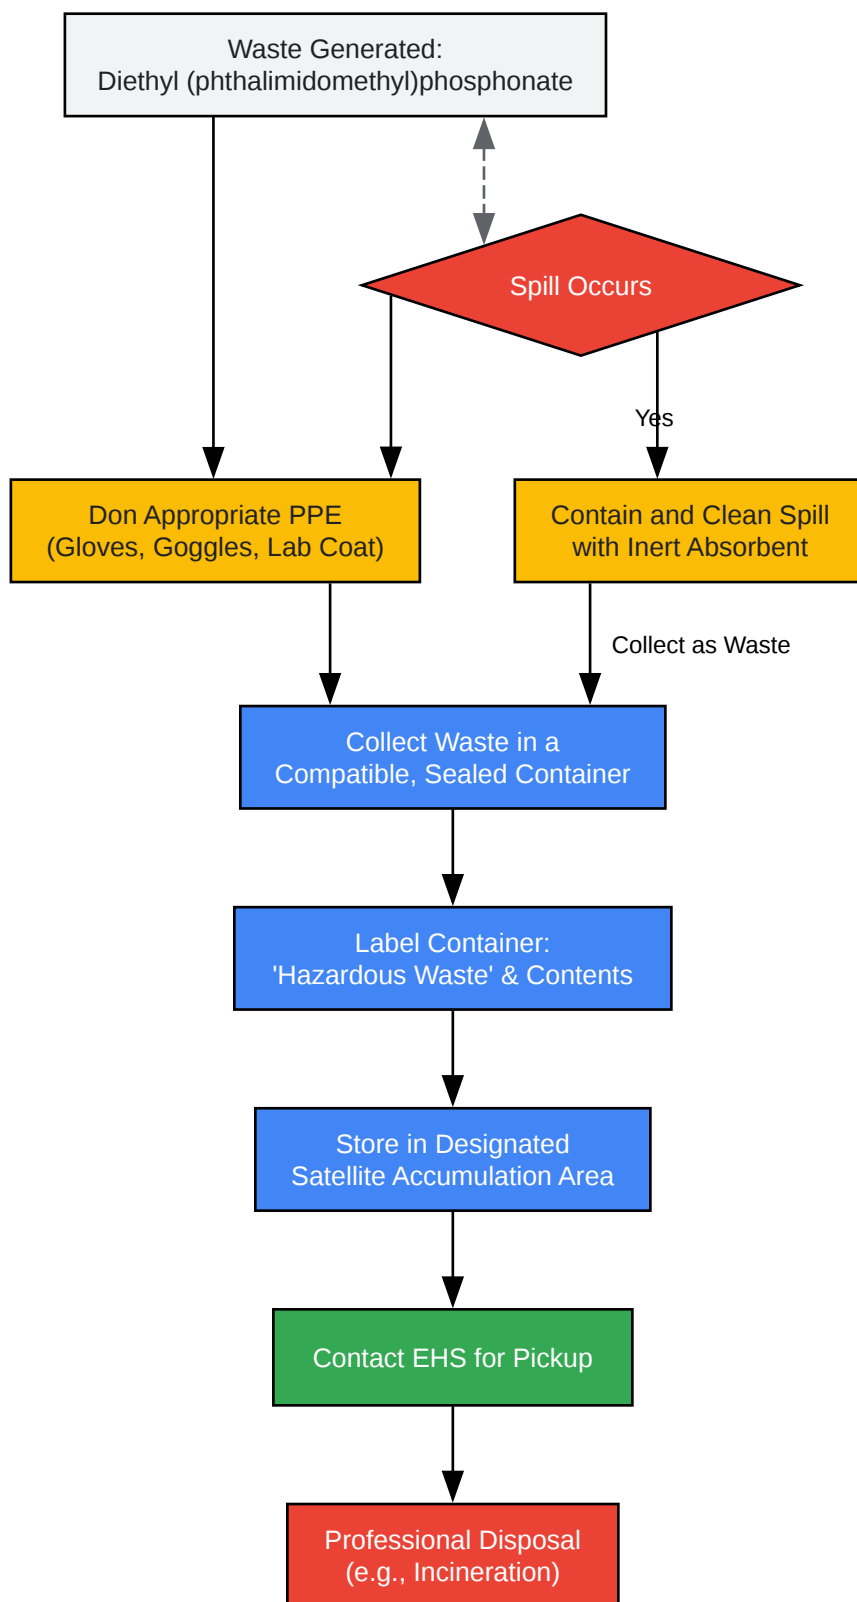 Waste Generated:
Diethyl (phthalimidomethyl)phosphonate
Spill Occurs
Yes
Don Appropriate PPE
(Gloves, Goggles, Lab Coat)
Contain and Clean Spill
with Inert Absorbent
Collect as Waste
Collect Waste in a
Compatible, Sealed Container
Label Container:
'Hazardous Waste' & Contents
Store in Designated
Satellite Accumulation Area
Contact EHS for Pickup
Professional Disposal
(e.g., Incineration)